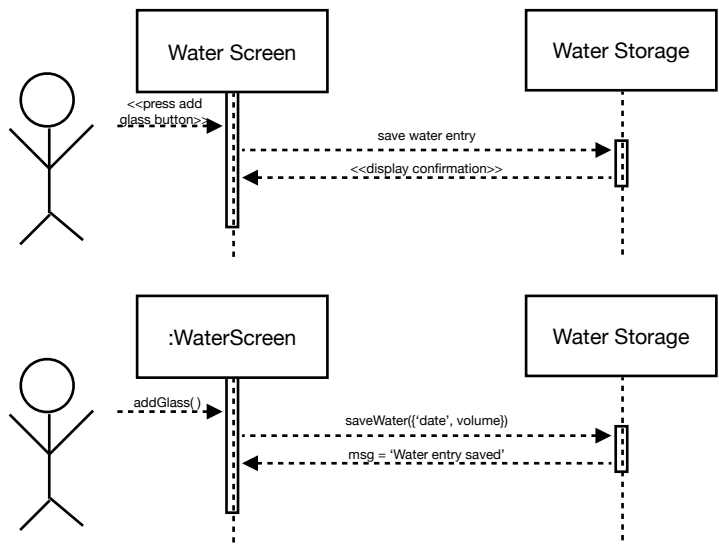 Water Screen
Water Storage
<<press add
glass button>>
save water entry
<<display confirmation>>
:WaterScreen
Water Storage
addGlass( )
saveWater({‘date’, volume})
msg = ‘Water entry saved’